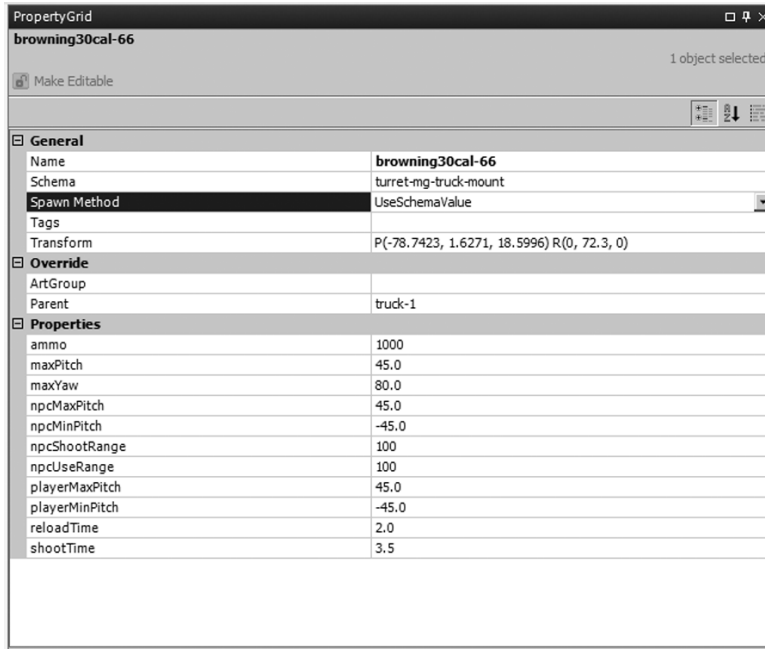 PropertyGrid
browning30cal-66
1 object selected
Make Editable
General
Name browning30cal-66
Schema turret-mg-truck-mount
Spawn Method UseSchemaValue
Tags
Transform P(-78.7423, 1.6271, 18.5996) R(0, 72.3, 0)
Override
ArtGroup
Parent truck-1
Properties
ammo 1000
maxPitch 45.0
maxYaw 80.0
npcMaxPitch 45.0
npcMinPitch -45.0
npcShootRange 100
npcUseRange 100
playerMaxPitch 45.0
playerMinPitch -45.0
reloadTime 2.0
shootTime 3.5